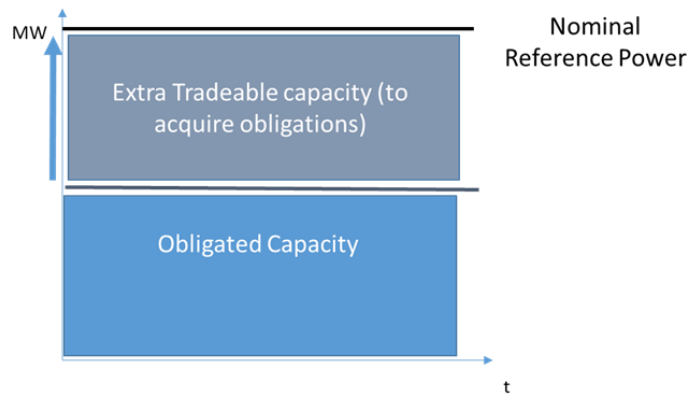 MW
Nominal
Reference Power
Extra Tradeable capacity (to
acquire obligations)
Obligated Capacity
t